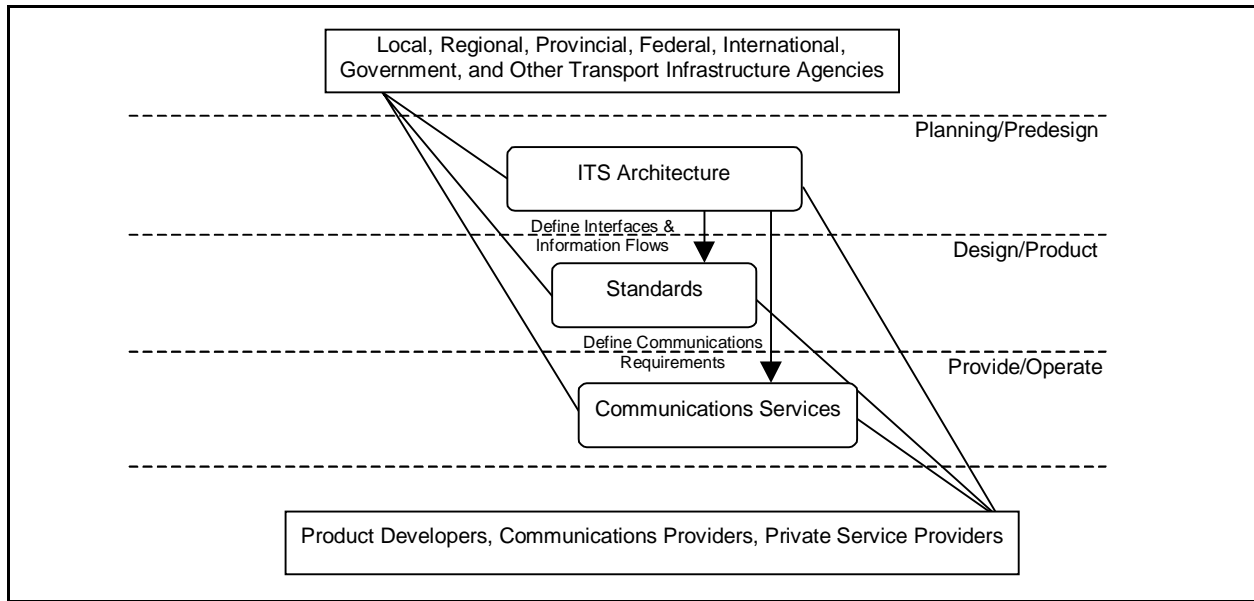 Local, Regional, Provincial, Federal, International,
Government, and Other Transport Infrastructure Agencies
Planning/Predesign
ITS Architecture
Define Interfaces &
Information Flows
Design/Product
Standards
Define Communications
Requirements
Provide/Operate
Communications Services
Product Developers, Communications Providers, Private Service Providers